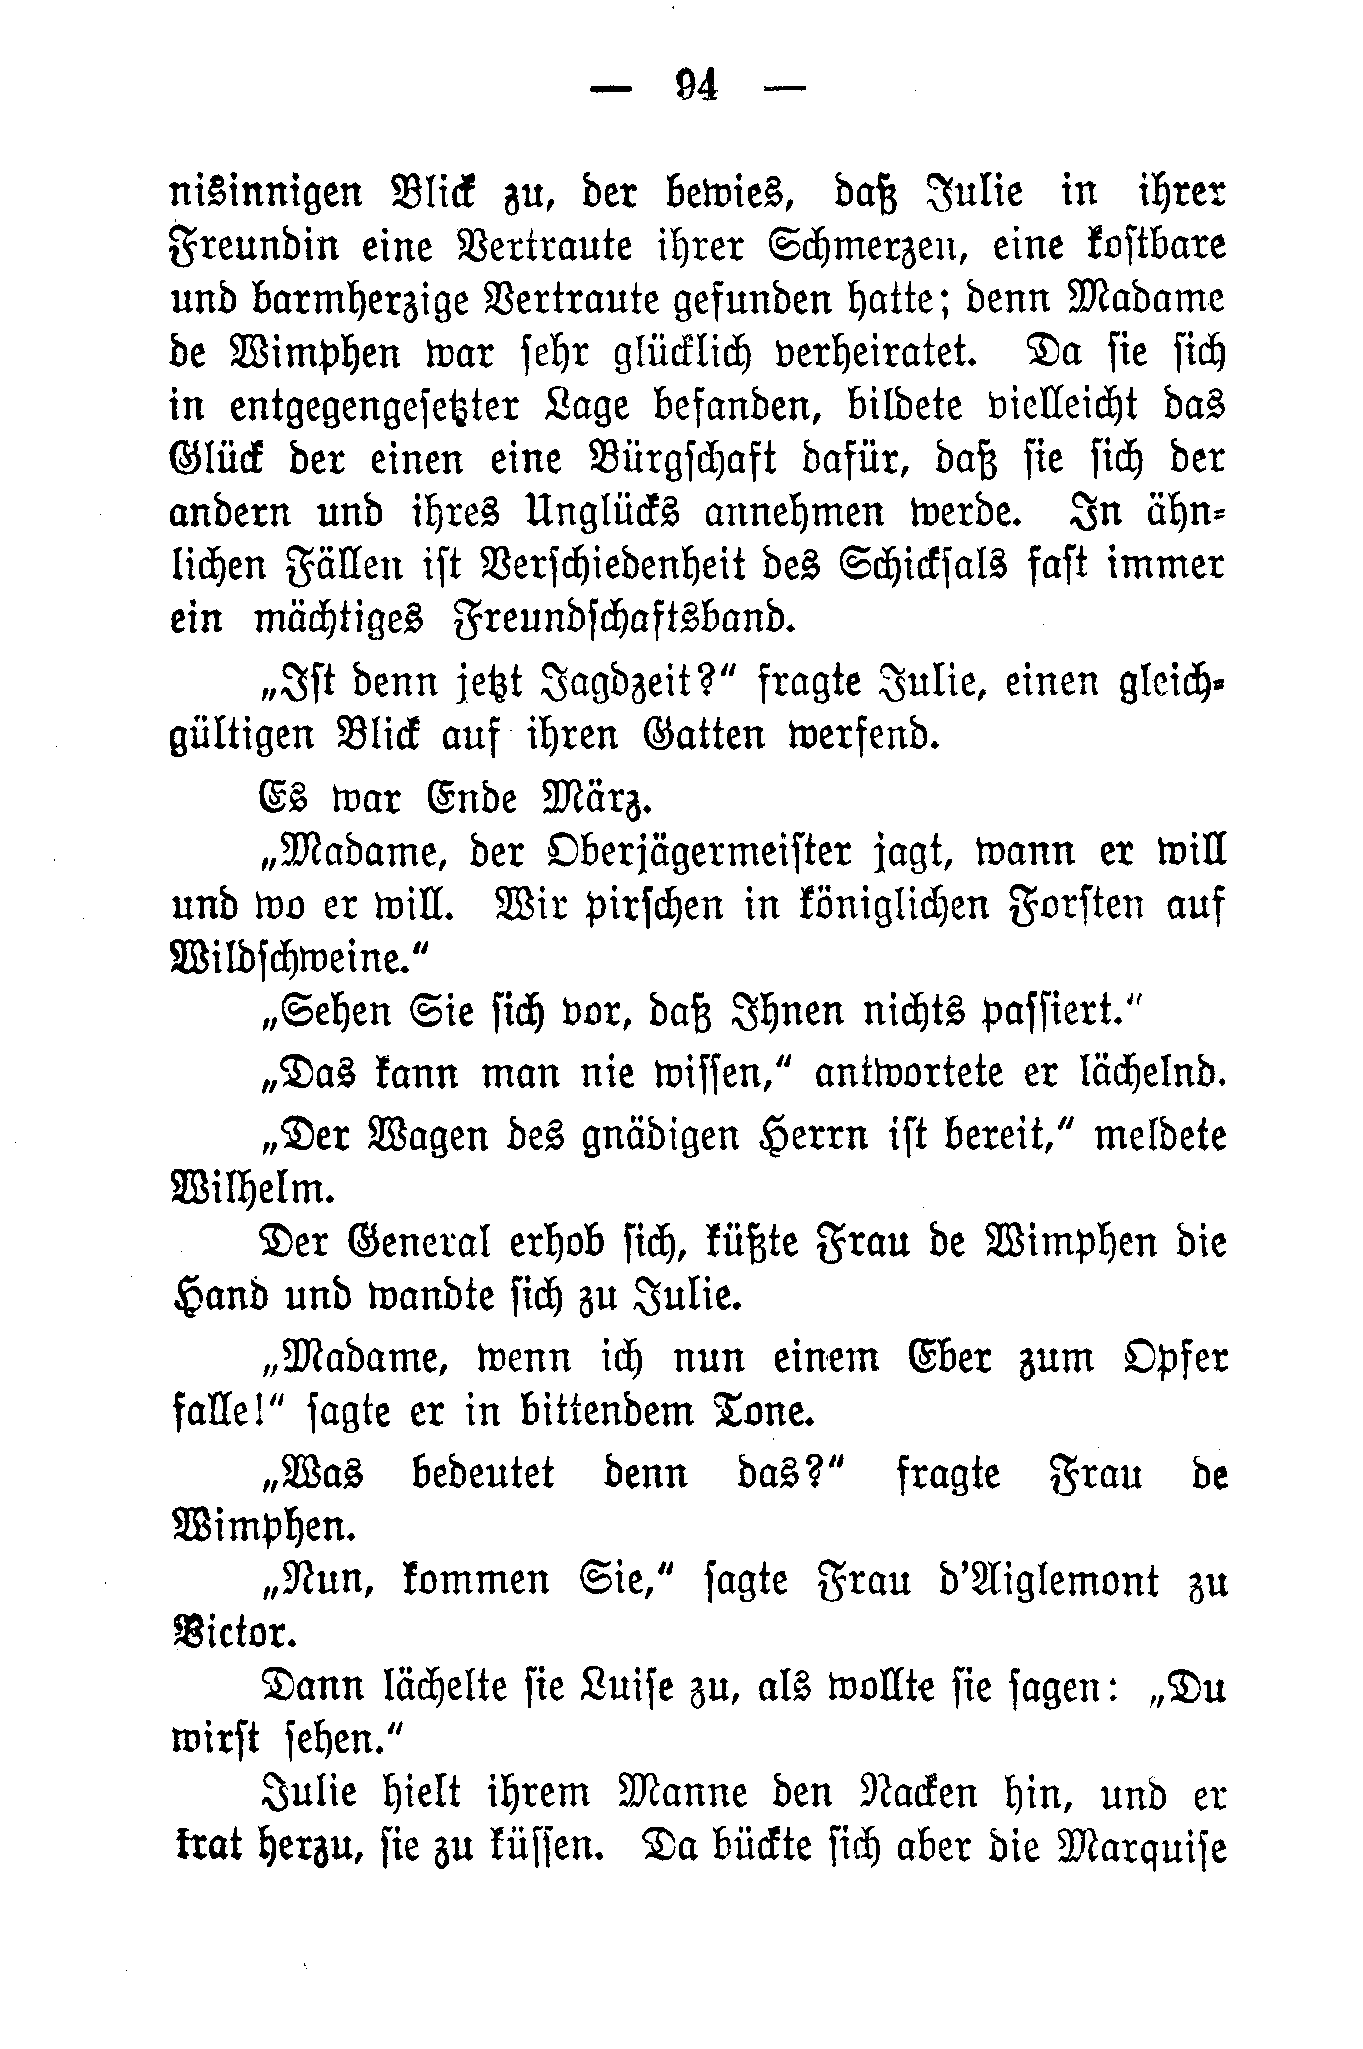 — 94 —
nisinnigen Blick zu, der bewies, daß Julie in ihrer
Freundin eine Vertraute ihrer Schmerzen, eine kostbare
und barmherzige Vertraute gefunden hatte; denn Madame
de Wimphen war sehr glücklich verheiratet. Da sie sich
in entgegengesetzter Lage befanden, bildete vielleicht das
Glück der einen eine Bürgschaft dafür, daß sie sich der
andern und ihres Unglücks annehmen werde. In ähn-
lichen Fällen ist Verschiedenheit des Schicksals fast immer
ein mächtiges Freundschaftsband.
„Ist denn jetzt Jagdzeit?“ fragte Julie, einen gleich-
gültigen Blick auf ihren Gatten werfend.
Es war Ende März.
„Madame, der Oberjägermeister jagt, wann er will
und wo er will. Wir pirschen in königlichen Forsten auf
Wildschweine.“
„Sehen Sie sich vor, daß Ihnen nichts passiert.“
„Das kann man nie wissen,“ antwortete er lächelnd.
„Der Wagen des gnädigen Herrn ist bereit,“ meldete
Wilhelm.
Der General erhob sich, küßte Frau de Wimphen die
Hand und wandte sich zu Julie.
„Madame, wenn ich nun einem Eber zum Opfer
falle!“ sagte er in bittendem Tone.
„Was bedeutet denn das?“ fragte Frau de
Wimphen.
„Nun, kommen Sie,“ sagte Frau d'Aiglemont zu
Victor.
Dann lächelte sie Luise zu, als wollte sie sagen: „Du
wirst sehen.“
Julie hielt ihrem Manne den Nacken hin, und er
trat herzu, sie zu küssen. Da bückte sich aber die Marquise